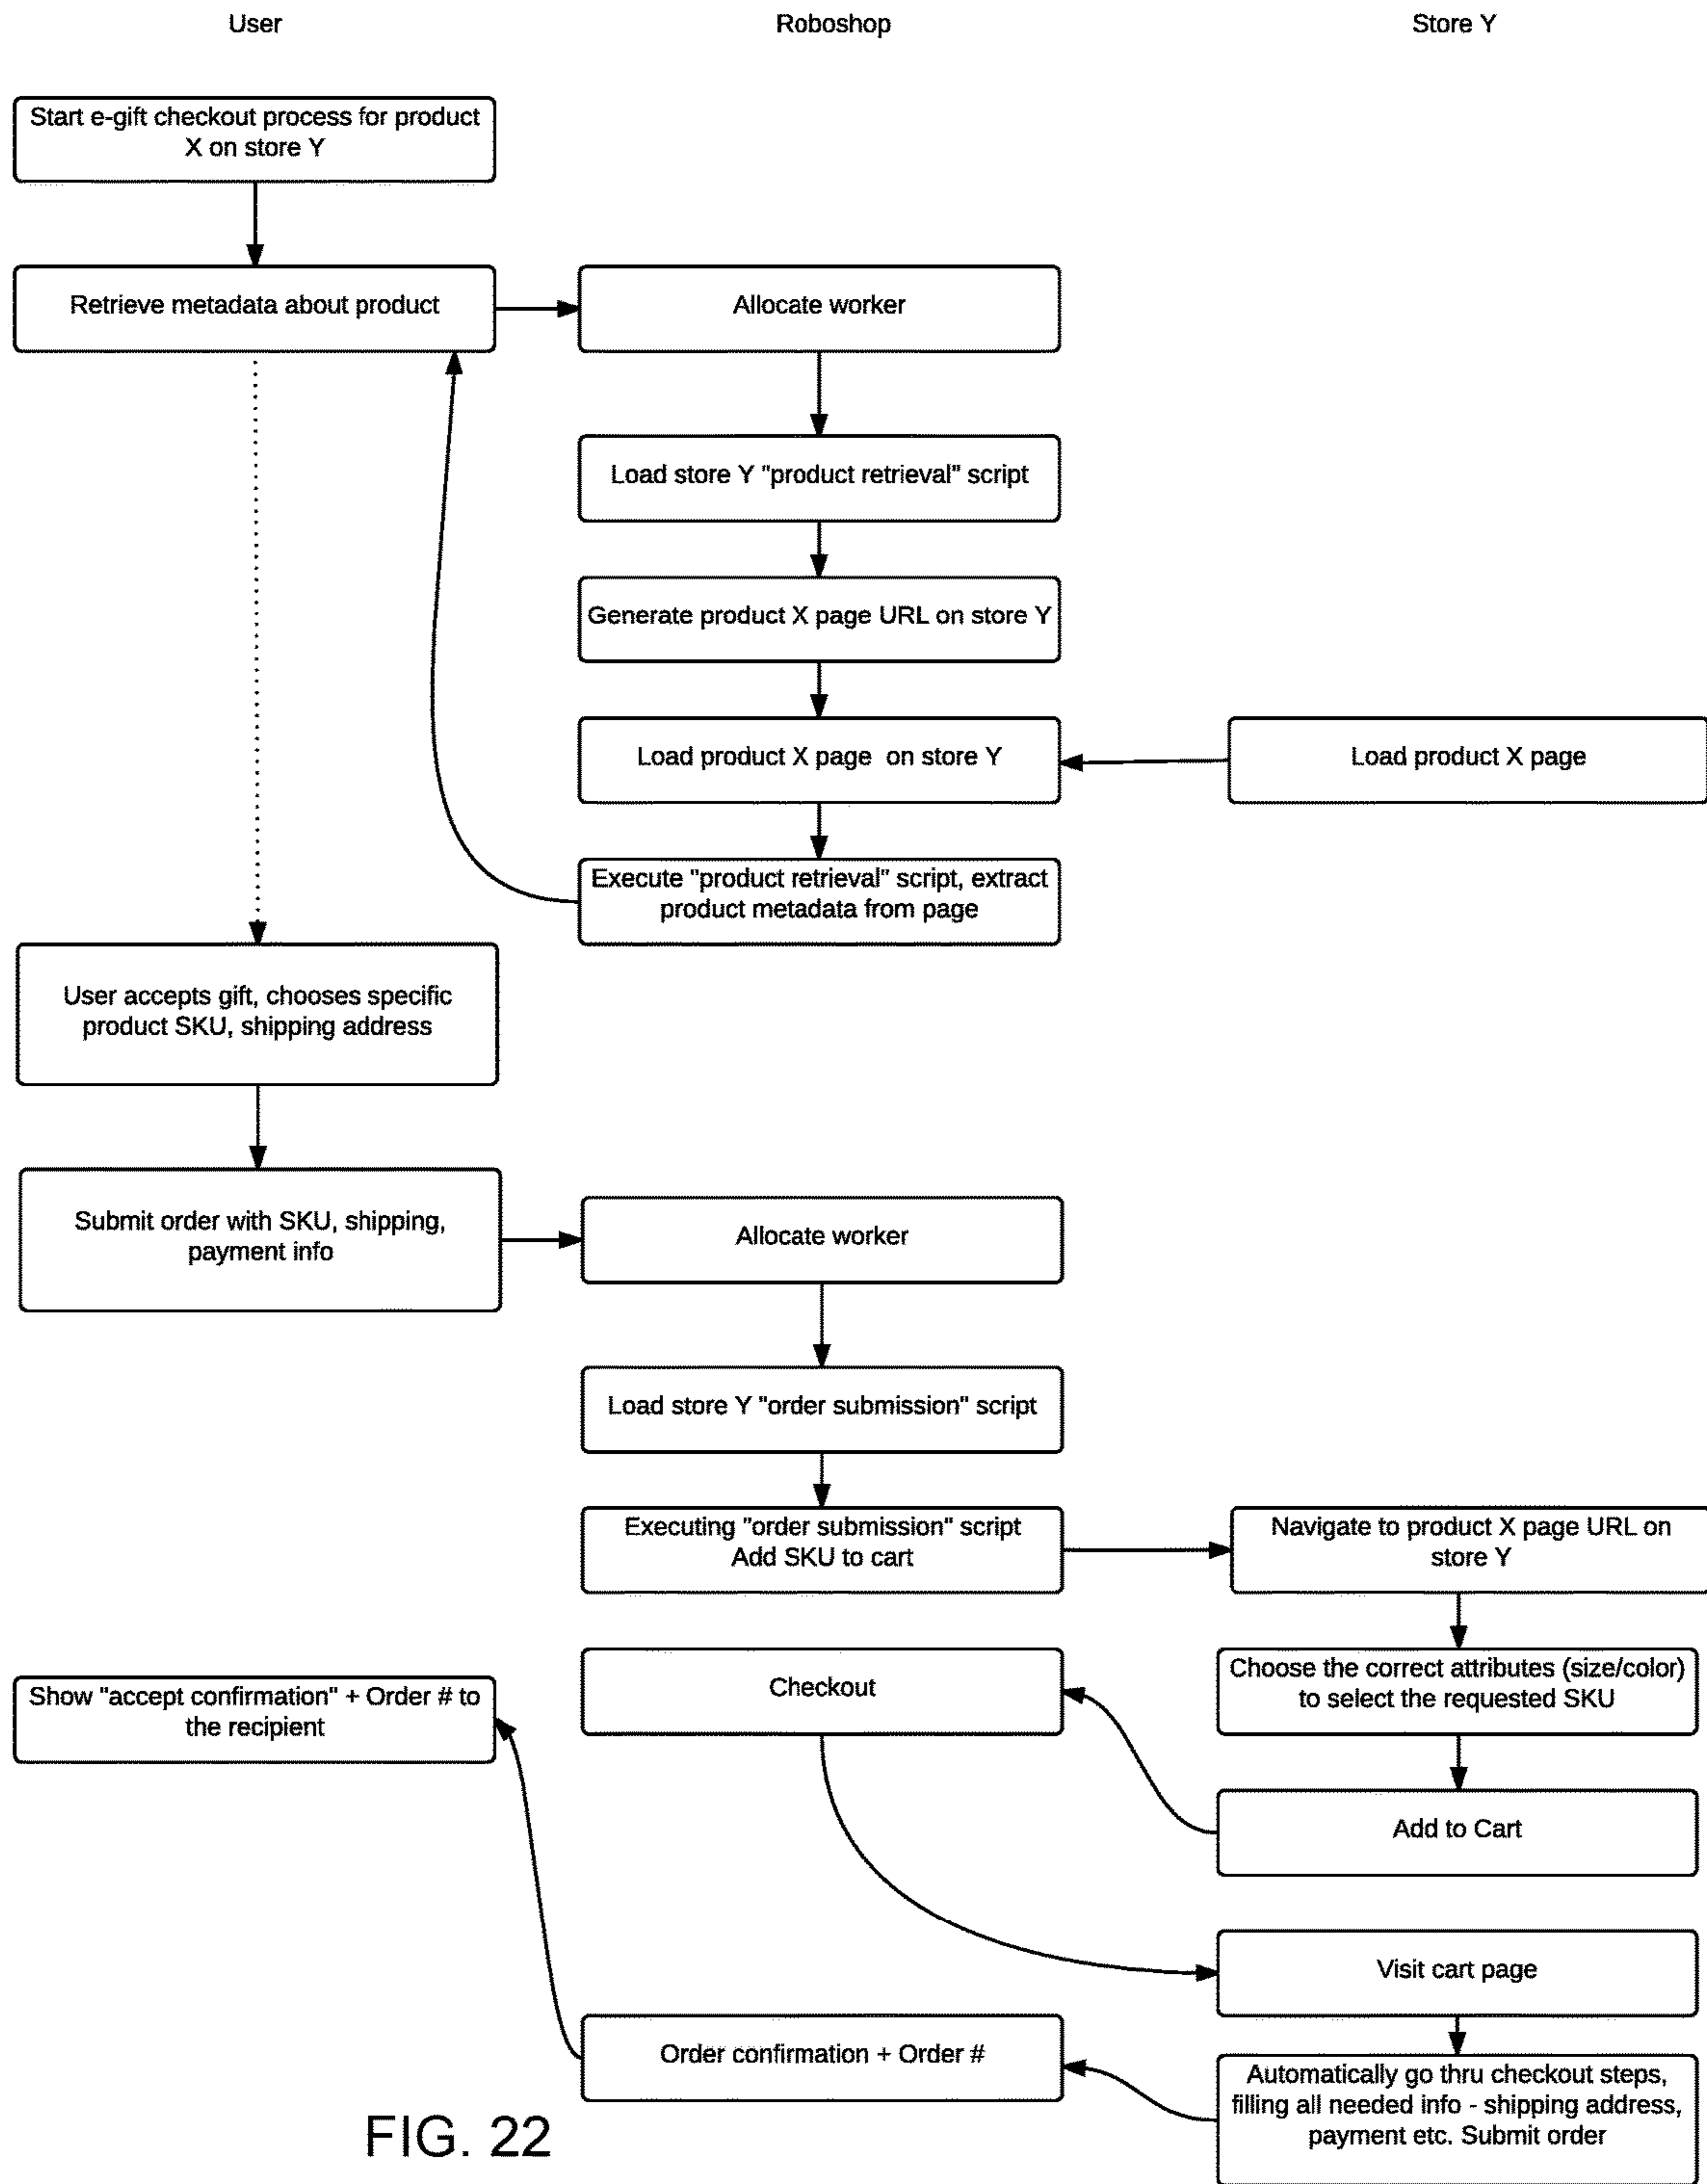 User
Roboshop
Store Y
Start e-gift checkout process for product
X on store Y
Retrieve metadata about product
Allocate worker
Load store Y "product retrieval" script
Generate product X page URL on store Y
Load product X page on store Y
Load product X page
Execute "product retrieval" script, extract
product metadata from page
User accepts gift, chooses specific
product SKU, shipping address
Submit order with SKU, shipping,
payment info
Allocate worker
Load store Y "order submission" script
Executing "order submission" script
Add SKU to cart
Navigate to product X page URL on
store Y
Choose the correct attributes (size/color)
to select the requested SKU
Add to Cart
Checkout
Visit cart page
Automatically go thru checkout steps,
filling all needed info - shipping address,
payment etc. Submit order
Order confirmation + Order #
Show "accept confirmation" + Order # to
the recipient
FIG. 22